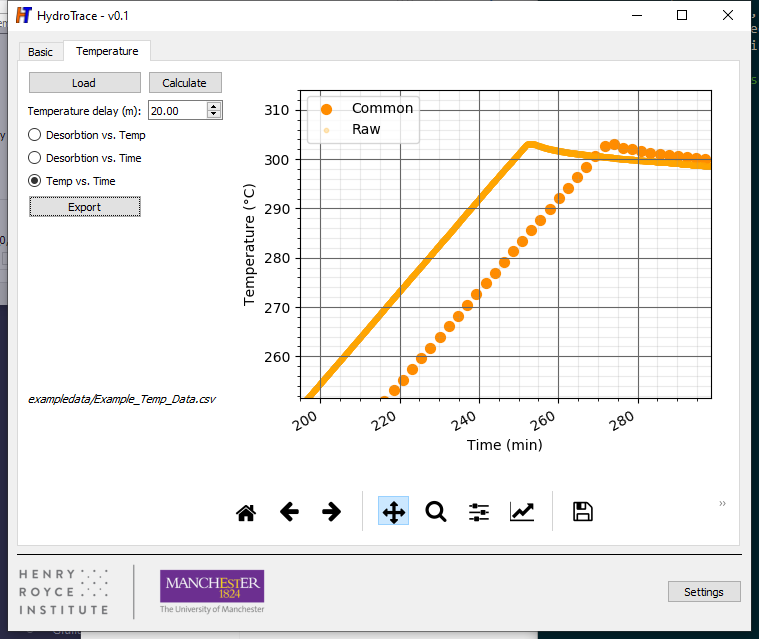 HydroTrace - v0.1
Basic
Temperature
Load
Calculate
Temperature delay (m):
20.00
Desorbtion vs. Temp
Desorbtion vs. Time
Temp vs. Time
Export
exampledata/Example_Temp_Data.csv
Common
Raw
310
300
290
280
270
260
Temperature (°C)
200
220
240
260
280
Time (min)
HENRY
ROYCE
INSTITUTE
MANCHESTER
1824
The University of Manchester
Settings